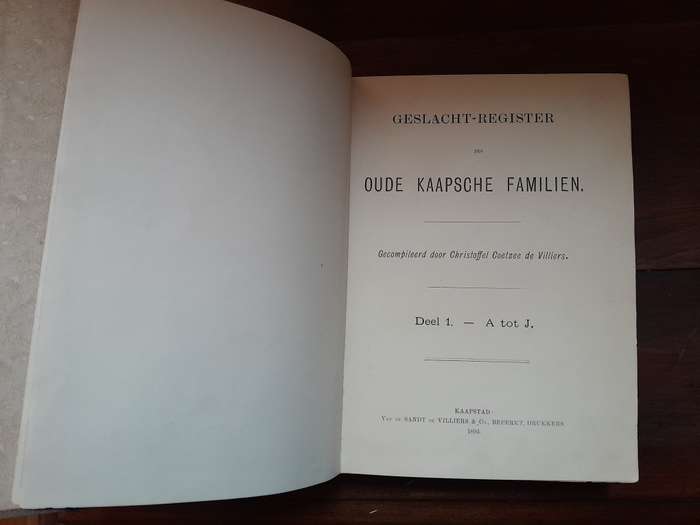 GESLACHT-REGISTER
DER
OUDE KAAPSCHE FAMILIEN.
Gecompileerd door Christoffel Coetzee de Villiers.
Deel 1. — A tot J.
KAAPSTAD
VAN DE SANDT DE VILLIERS & Co., BEPERKT, DRUKKERS
1893.